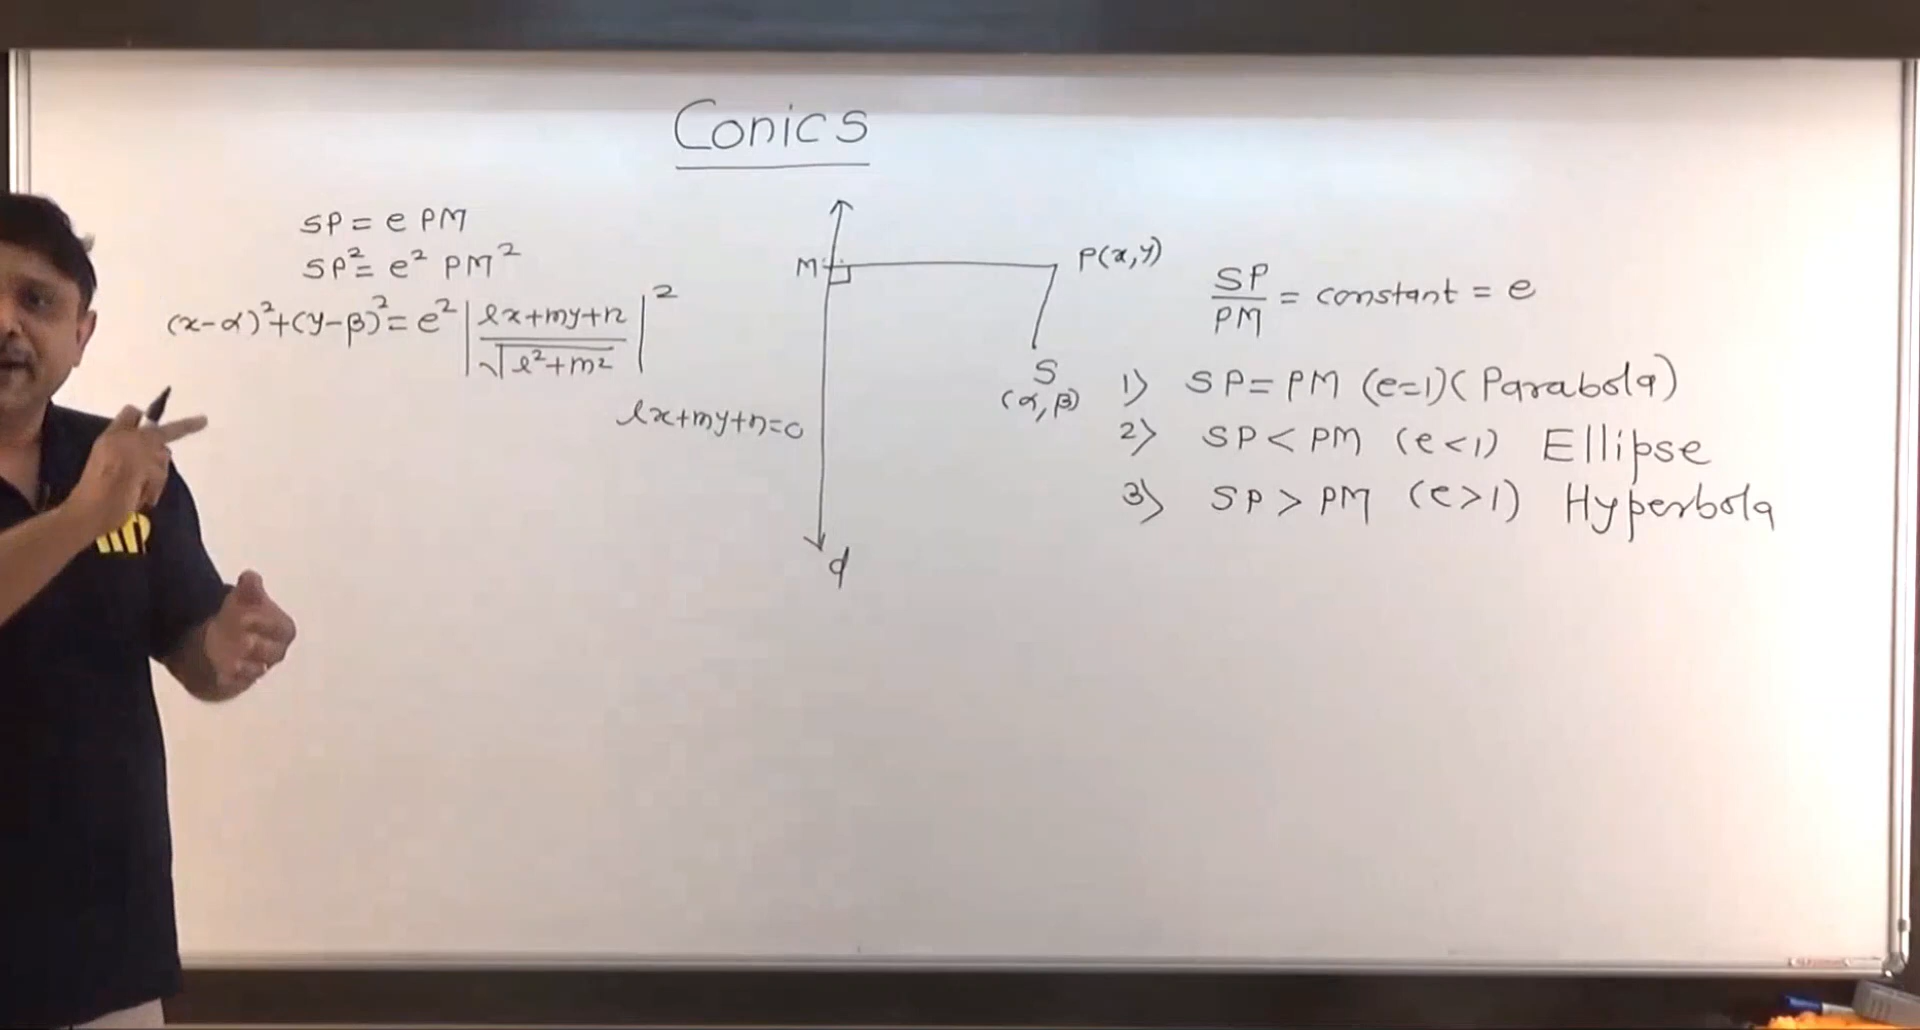 Conics
SP = e PM
SP² = e² PM²
(x-α)²+(y-β)² = e² |lx+my+n / √l²+m²|²
lx+my+n=0
M
P(x,y)
S
(α, β)
d
SP/PM = constant = e
1) SP = PM (e=1) (Parabola)
2) SP < PM (e<1) Ellipse
3) SP > PM (e>1) Hyperbola